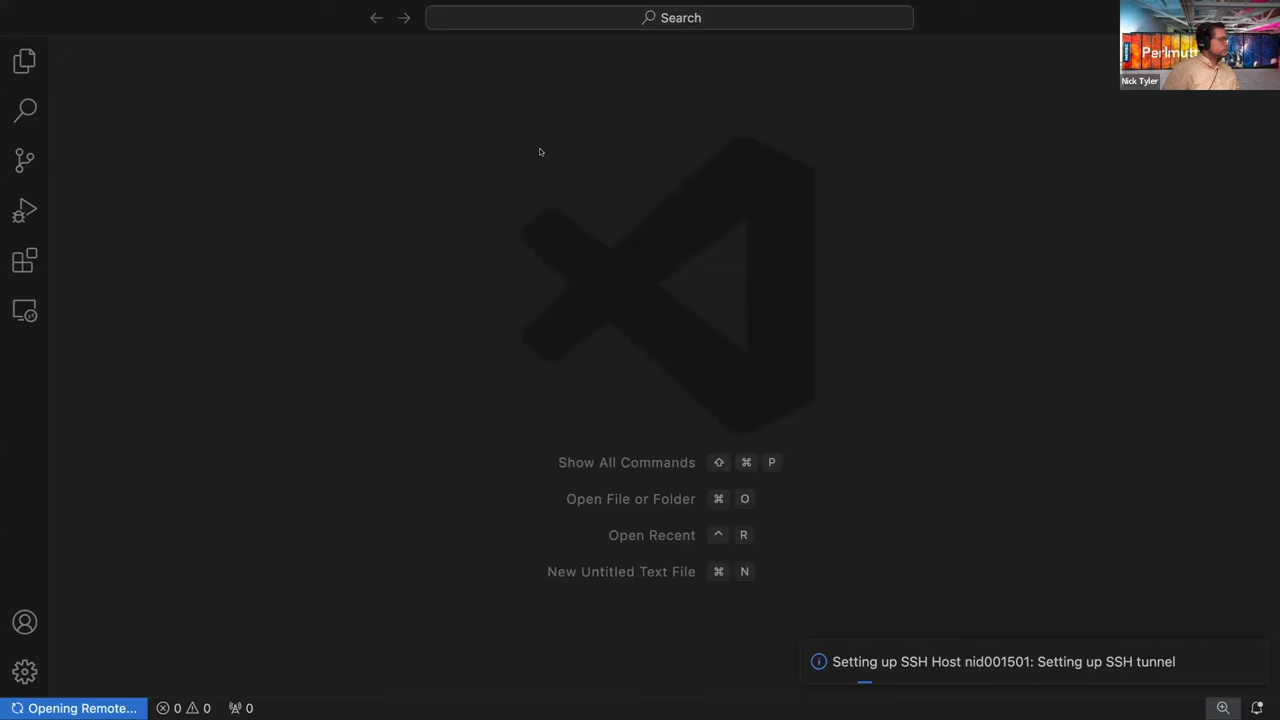 Search
Perlmutt
Nick Tyler
Show All Commands ⇧ ⌘ P
Open File or Folder ⌘ O
Open Recent ^ R
New Untitled Text File ⌘ N
Setting up SSH Host nid001501: Setting up SSH tunnel
Opening Remote... 0 0 0